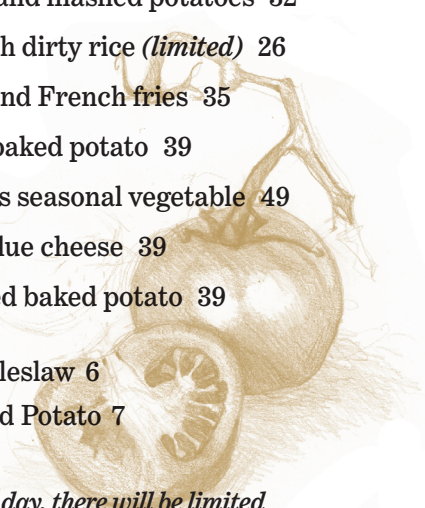 and mashed potatoes 32
h dirty rice (limited) 26
nd French fries 35
baked potato 39
s seasonal vegetable 49
lue cheese 39
ed baked potato 39
leslaw 6
d Potato 7
day, there will be limited